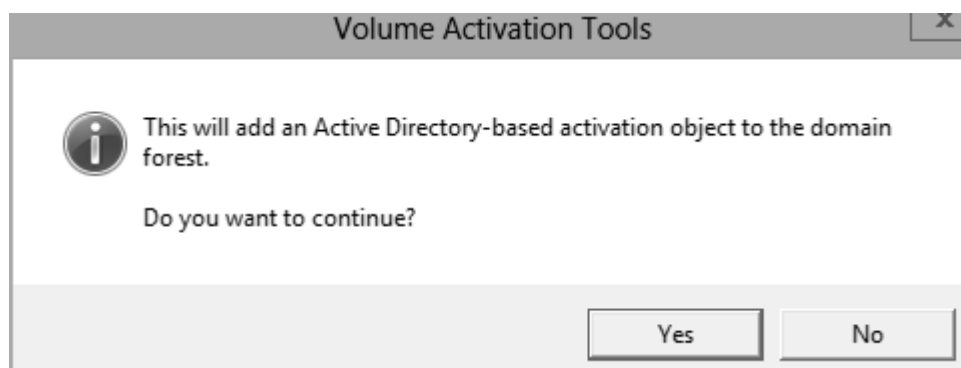 Volume Activation Tools
x
This will add an Active Directory-based activation object to the domain
forest.
Do you want to continue?
Yes
No